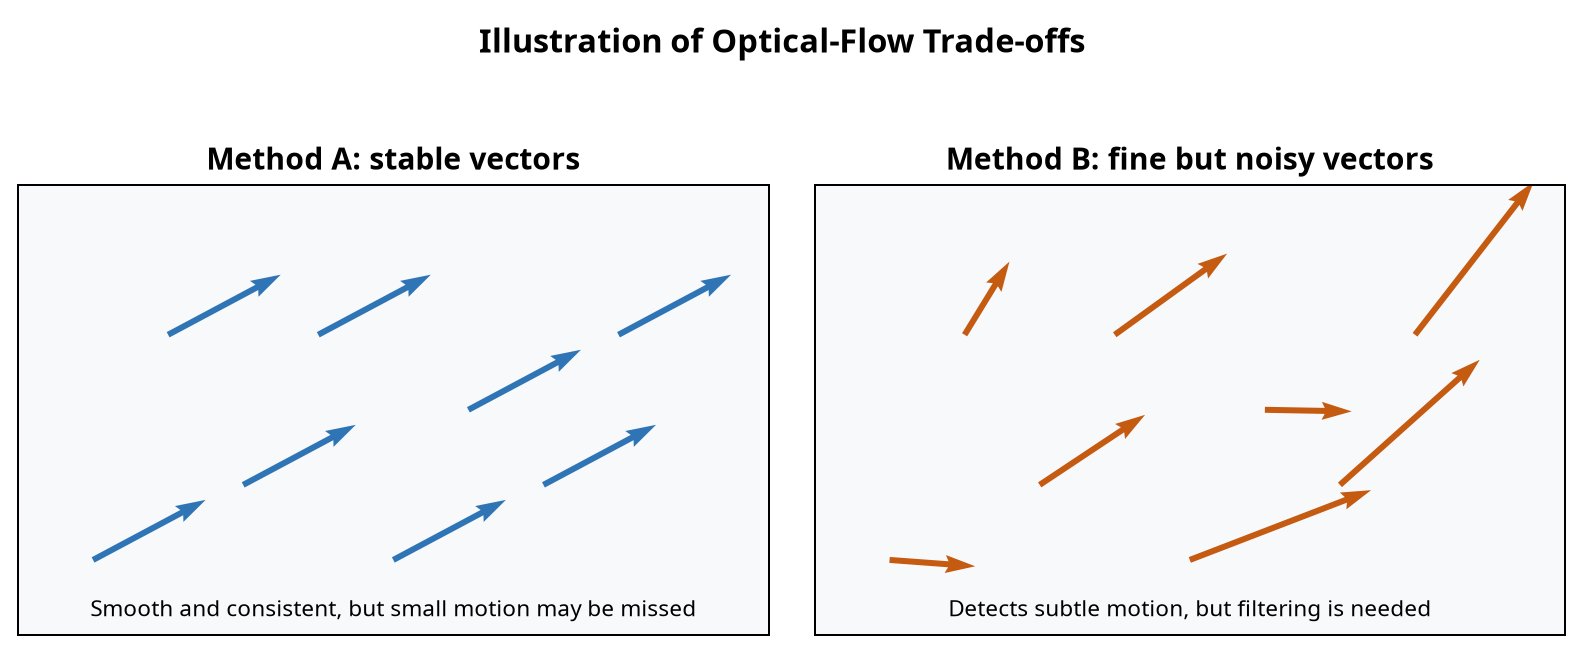 Illustration of Optical-Flow Trade-offs
Method A: stable vectors
Smooth and consistent, but small motion may be missed
Method B: fine but noisy vectors
Detects subtle motion, but filtering is needed